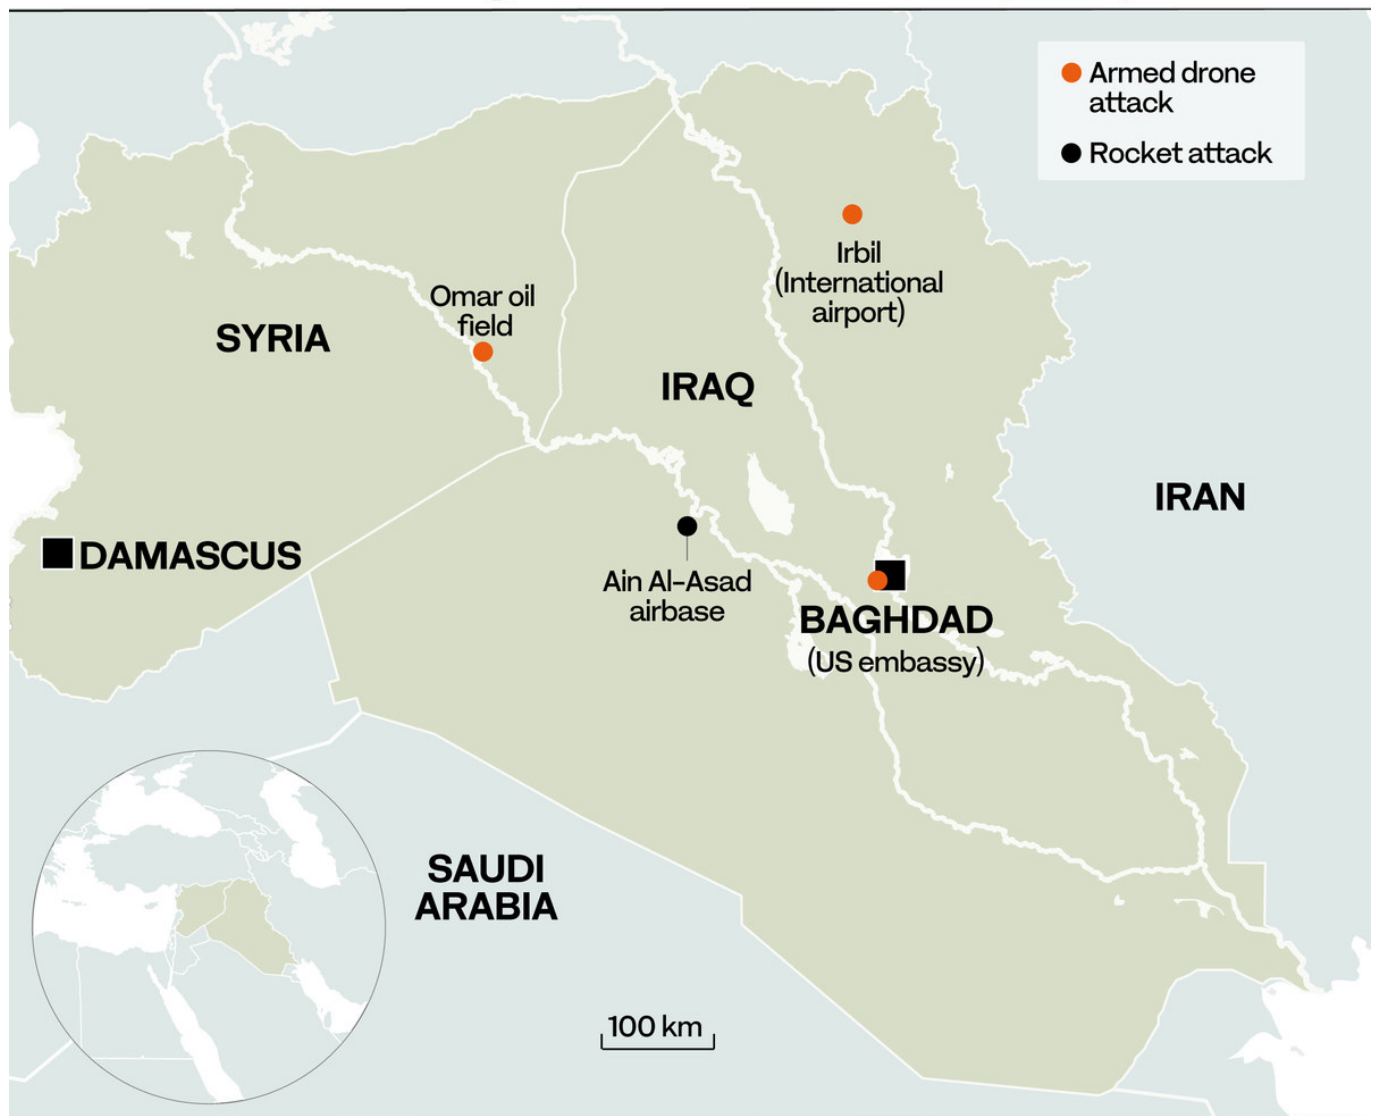 Armed drone
attack
Rocket attack
Irbil
(International
airport)
Omar oil
field
SYRIA
IRAQ
IRAN
DAMASCUS
Ain Al-Asad
airbase
BAGHDAD
(US embassy)
SAUDI
ARABIA
100 km